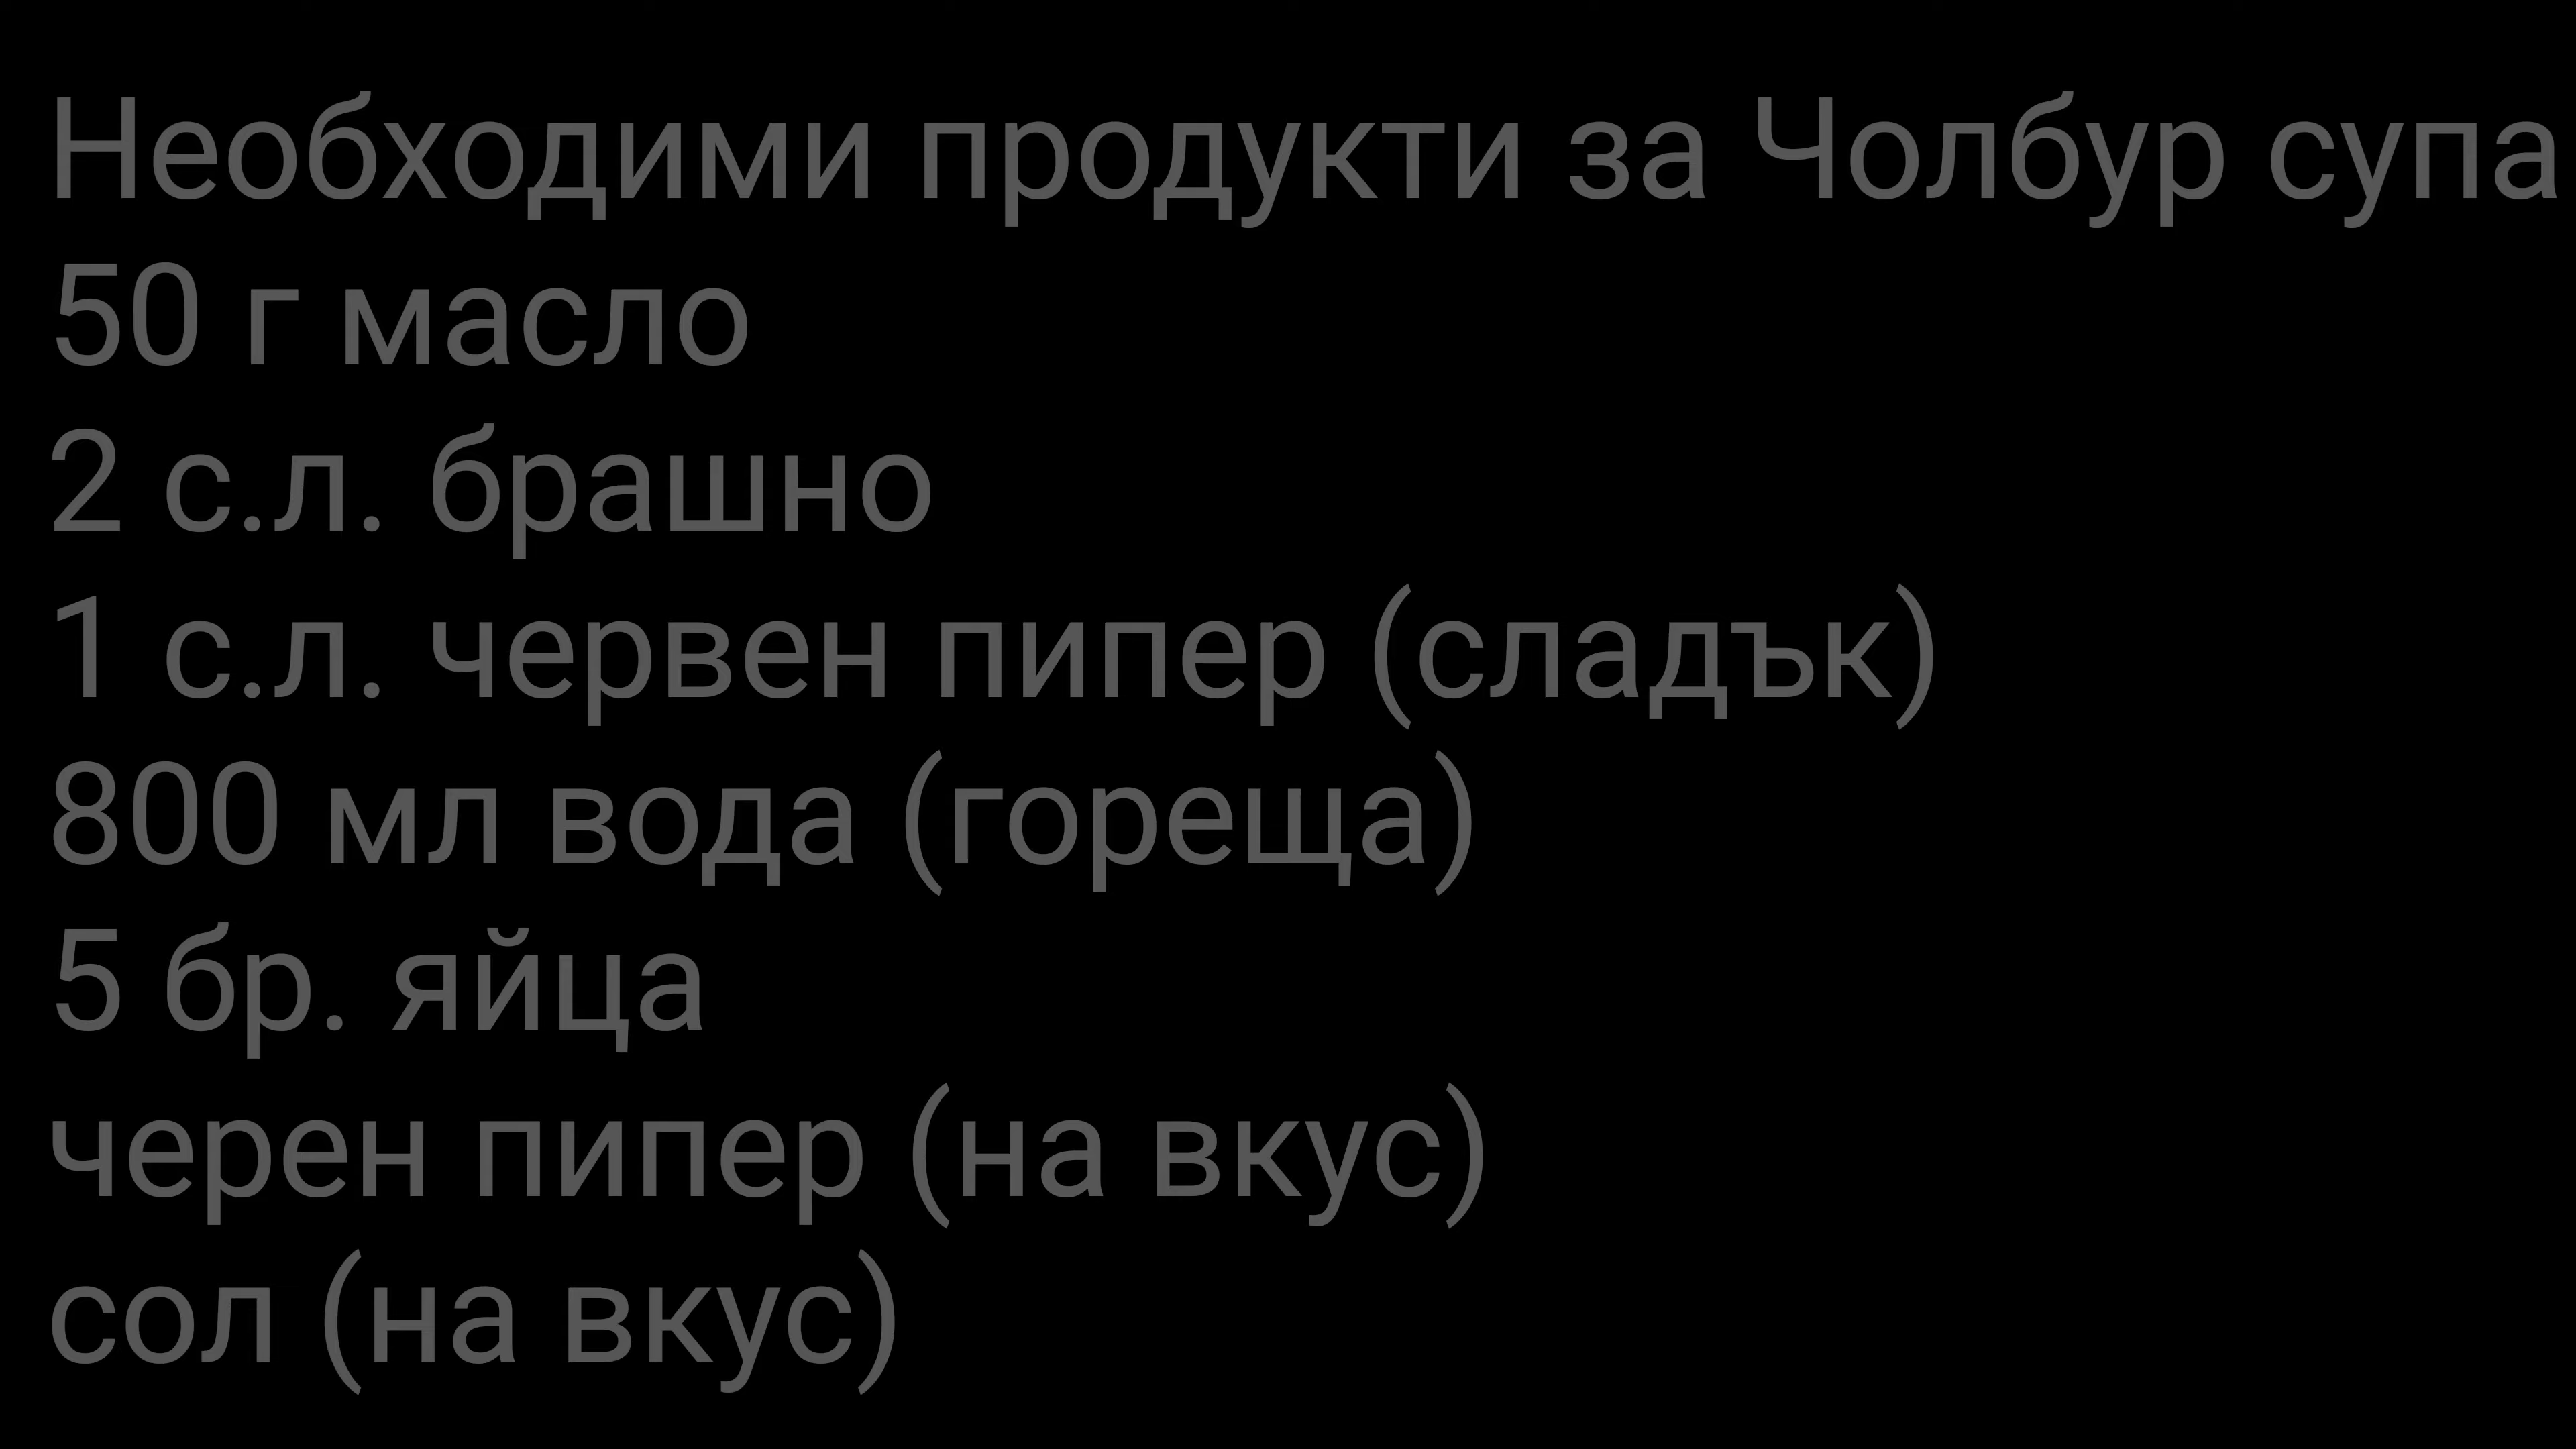 Необходими продукти за Чолбур супа
50 г масло
2 с.л. брашно
1 с.л. червен пипер (сладък)
800 мл вода (гореща)
5 бр. яйца
черен пипер (на вкус)
сол (на вкус)